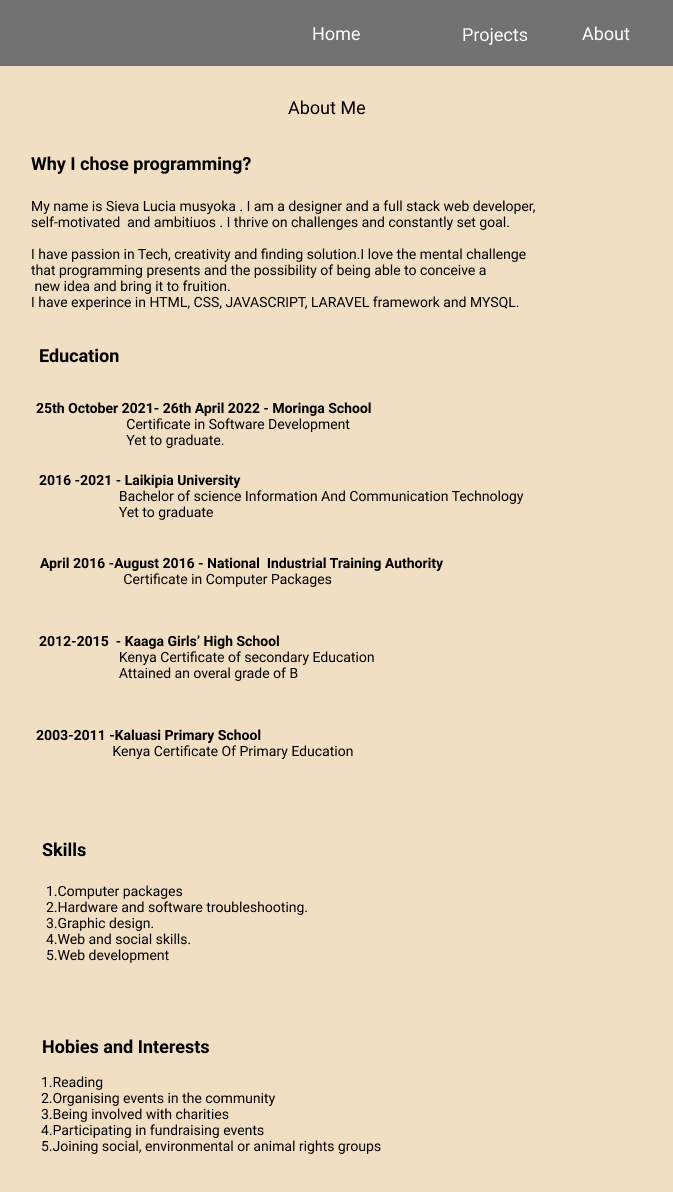 Home Projects About
About Me
Why I chose programming?
My name is Sieva Lucia musyoka . I am a designer and a full stack web developer,
self-motivated  and ambitiuos . I thrive on challenges and constantly set goal.
I have passion in Tech, creativity and finding solution.I love the mental challenge
that programming presents and the possibility of being able to conceive a
new idea and bring it to fruition.
I have experince in HTML, CSS, JAVASCRIPT, LARAVEL framework and MYSQL.
Education
25th October 2021- 26th April 2022 - Moringa School
Certificate in Software Development
Yet to graduate.
2016 -2021 - Laikipia University
Bachelor of science Information And Communication Technology
Yet to graduate
April 2016 -August 2016 - National  Industrial Training Authority
Certificate in Computer Packages
2012-2015  - Kaaga Girls’ High School
Kenya Certificate of secondary Education
Attained an overal grade of B
2003-2011 -Kaluasi Primary School
Kenya Certificate Of Primary Education
Skills
1.Computer packages
2.Hardware and software troubleshooting.
3.Graphic design.
4.Web and social skills.
5.Web development
Hobies and Interests
1.Reading
2.Organising events in the community
3.Being involved with charities
4.Participating in fundraising events
5.Joining social, environmental or animal rights groups